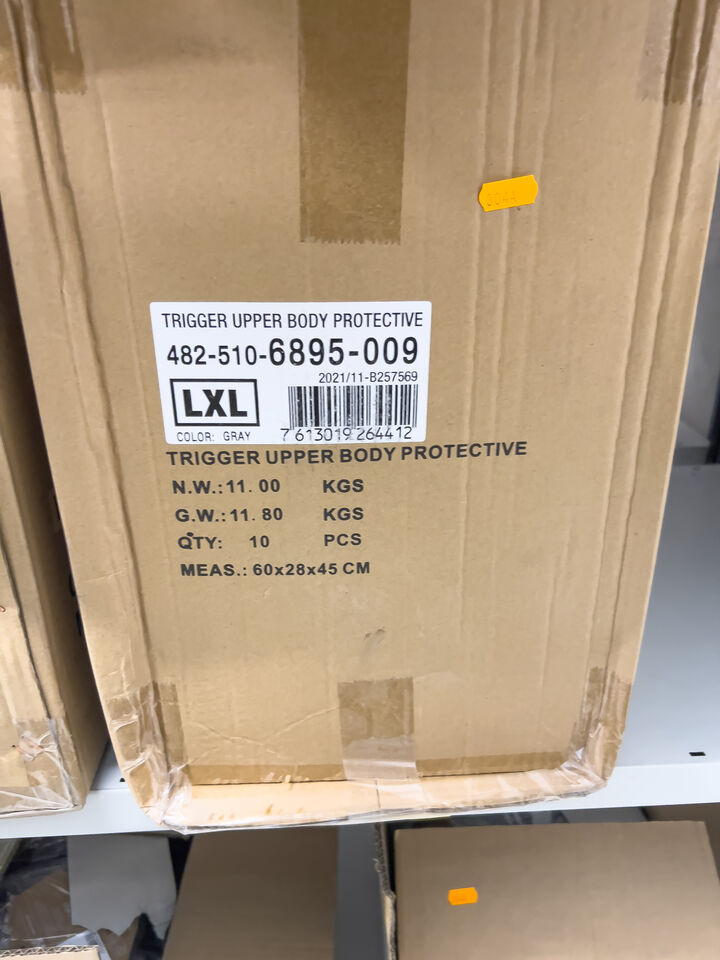 304A
TRIGGER UPPER BODY PROTECTIVE
482-510-6895-009
2021/11-B257569
LXL
COLOR: GRAY
7 613019 264412
TRIGGER UPPER BODY PROTECTIVE
N.W.: 11. 00 KGS
G.W.: 11. 80 KGS
QTY: 10 PCS
MEAS.: 60x28x45 CM